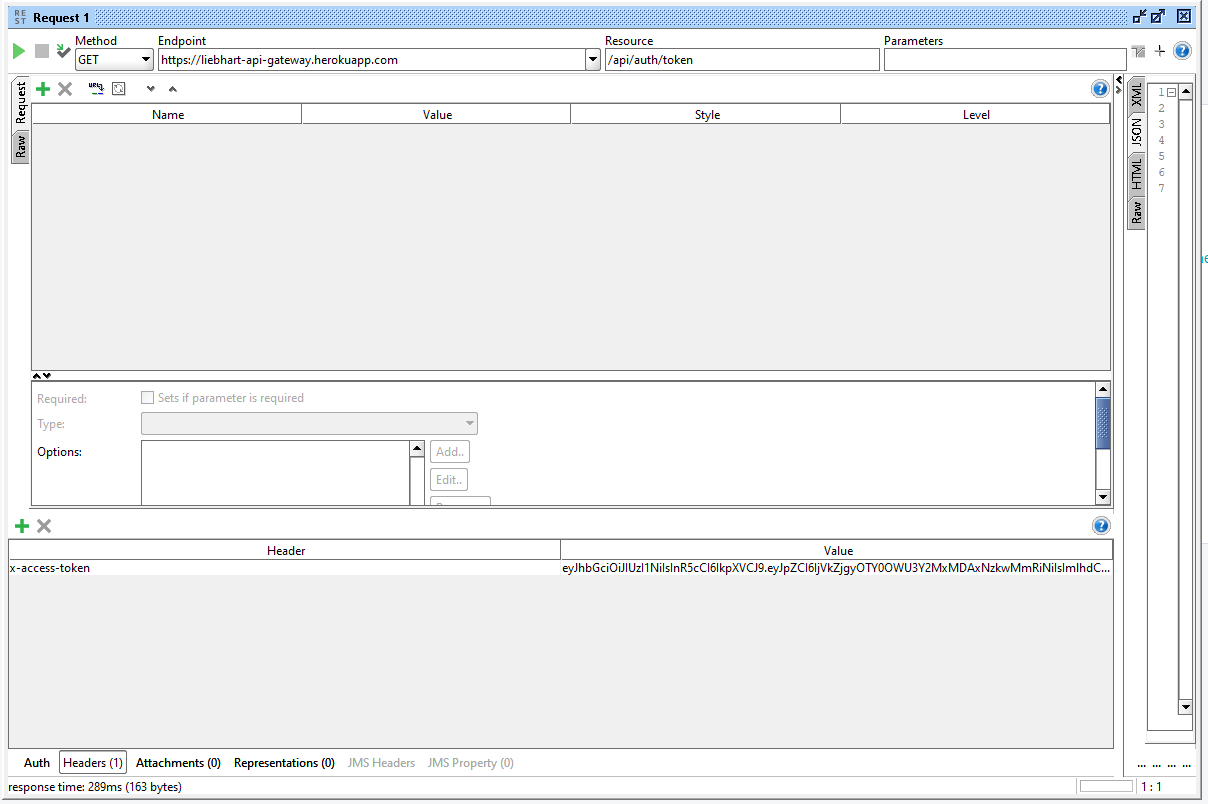 RE
ST
Request 1
Method
Endpoint
Resource
Parameters
GET
https://liebhart-api-gateway.herokuapp.com
/api/auth/token
Request
Raw
Name
Value
Style
Level
XML
JSON
HTML
Raw
1
2
3
4
5
6
7
Required:
Sets if parameter is required
Type:
Options:
Add..
Edit..
Header
Value
x-access-token
eyJhbGciOiJIUzI1NiIsInR5cCI6IkpXVCJ9.eyJpZCI6IjVkZjgyOTY0OWU3Y2MxMDAxNzkwMmRiNiIsImlhdC...
Auth
Headers (1)
Attachments (0)
Representations (0)
JMS Headers
JMS Property (0)
... ... ... ...
response time: 289ms (163 bytes)
1 : 1